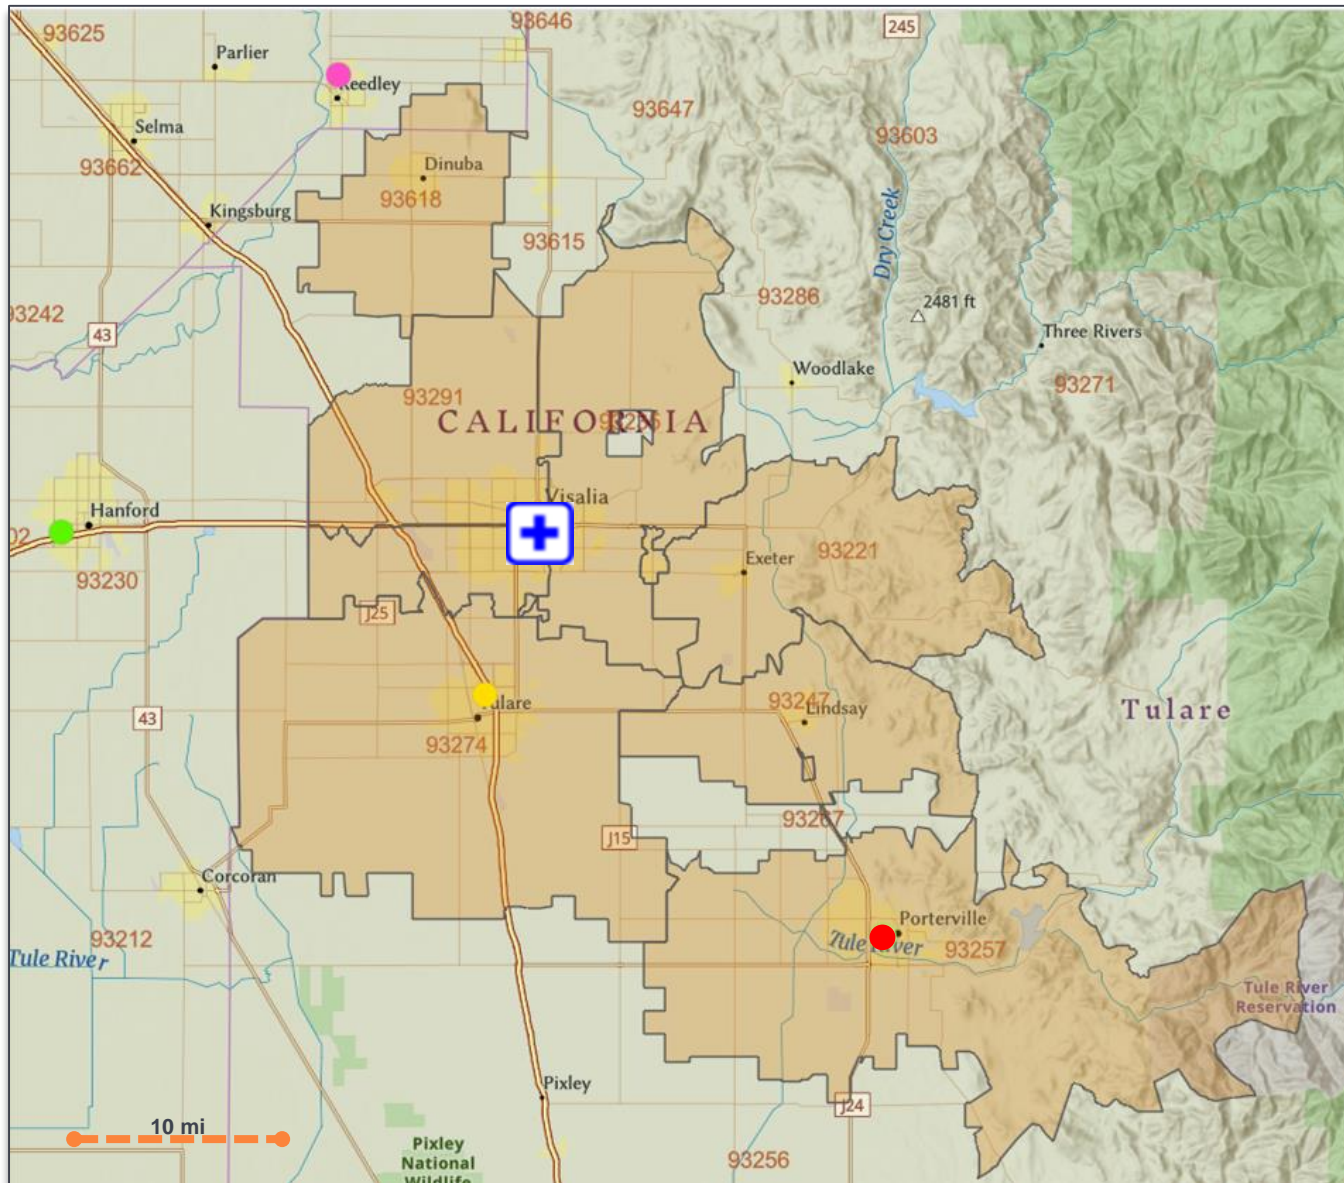 93625
93646
245
Parlier
Reedley
93647
Selma
93603
93662
Dinuba
93618
Kingsburg
Dry Creek
93615
93286
2481 ft
93242
43
Three Rivers
Woodlake
93271
93291
CALIFORNIA
Visalia
Hanford
02
93221
Exeter
93230
J25
93247
Lindsay
Tulare
Tulare
43
93274
93267
J15
Corcoran
Porterville
93212
Tule River
93257
Tule River
Tule River
Reservation
Pixley
J24
10 mi
Pixley
National
Wildlife
93256